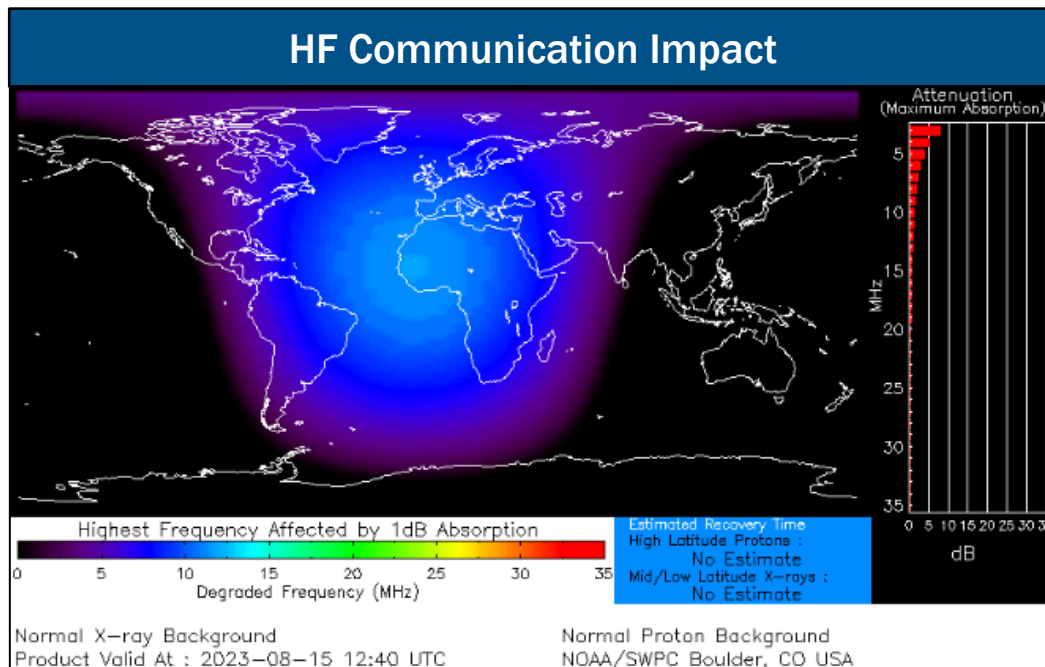 HF Communication Impact
Attenuation
(Maximum Absorption)
5
10
15
20
25
30
35
MHz
0 5 10 15 20 25 30
dB
Highest Frequency Affected by 1dB Absorption
0 5 10 15 20 25 30 35
Degraded Frequency (MHz)
Estimated Recovery Time
High Latitude Protons :
No Estimate
Mid/Low Latitude X-rays :
No Estimate
Normal X-ray Background
Normal Proton Background
Product Valid At : 2023-08-15 12:40 UTC
NOAA/SWPC Boulder, CO USA